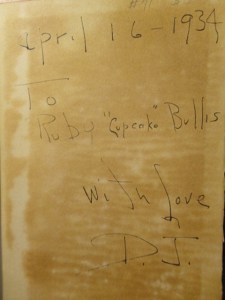 April 16-1934
To
Ruby "Cupcake" Bullis
With Love
D.J.